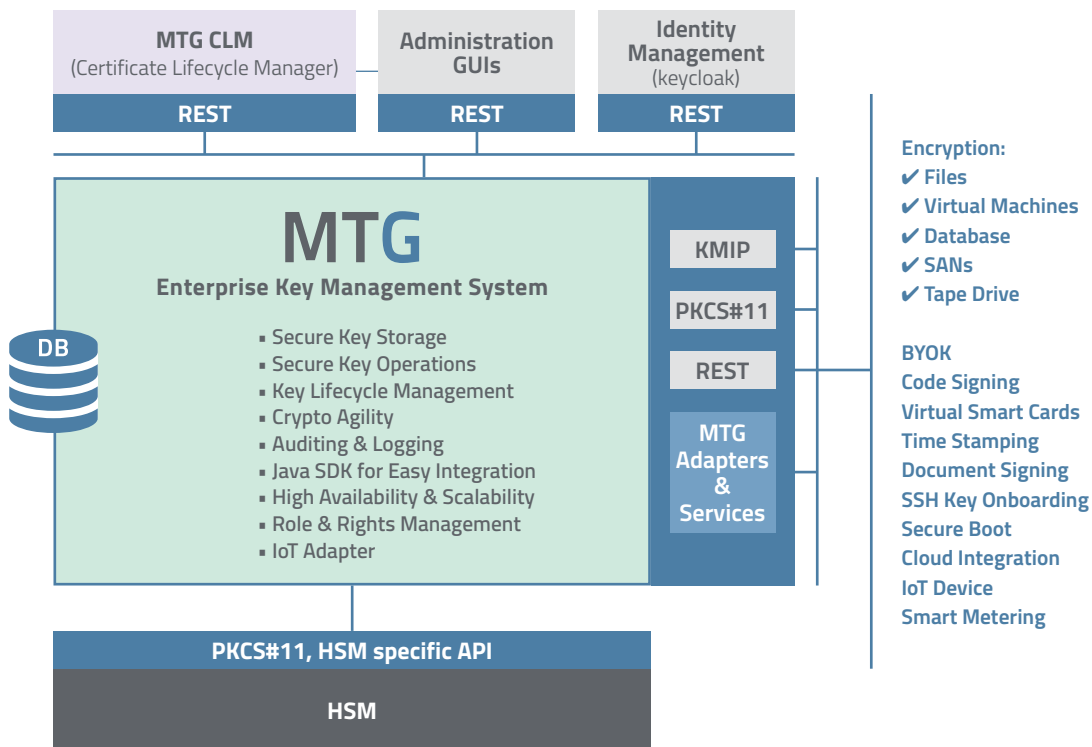 MTG CLM
(Certificate Lifecycle Manager)
REST
Administration
GUIs
REST
Identity
Management
(keycloak)
REST
MTG
Enterprise Key Management System
▪ Secure Key Storage
▪ Secure Key Operations
▪ Key Lifecycle Management
▪ Crypto Agility
▪ Auditing & Logging
▪ Java SDK for Easy Integration
▪ High Availability & Scalability
▪ Role & Rights Management
▪ IoT Adapter
DB
KMIP
PKCS#11
REST
MTG
Adapters
&
Services
PKCS#11, HSM specific API
HSM
Encryption:
✔ Files
✔ Virtual Machines
✔ Database
✔ SANs
✔ Tape Drive
BYOK
Code Signing
Virtual Smart Cards
Time Stamping
Document Signing
SSH Key Onboarding
Secure Boot
Cloud Integration
IoT Device
Smart Metering